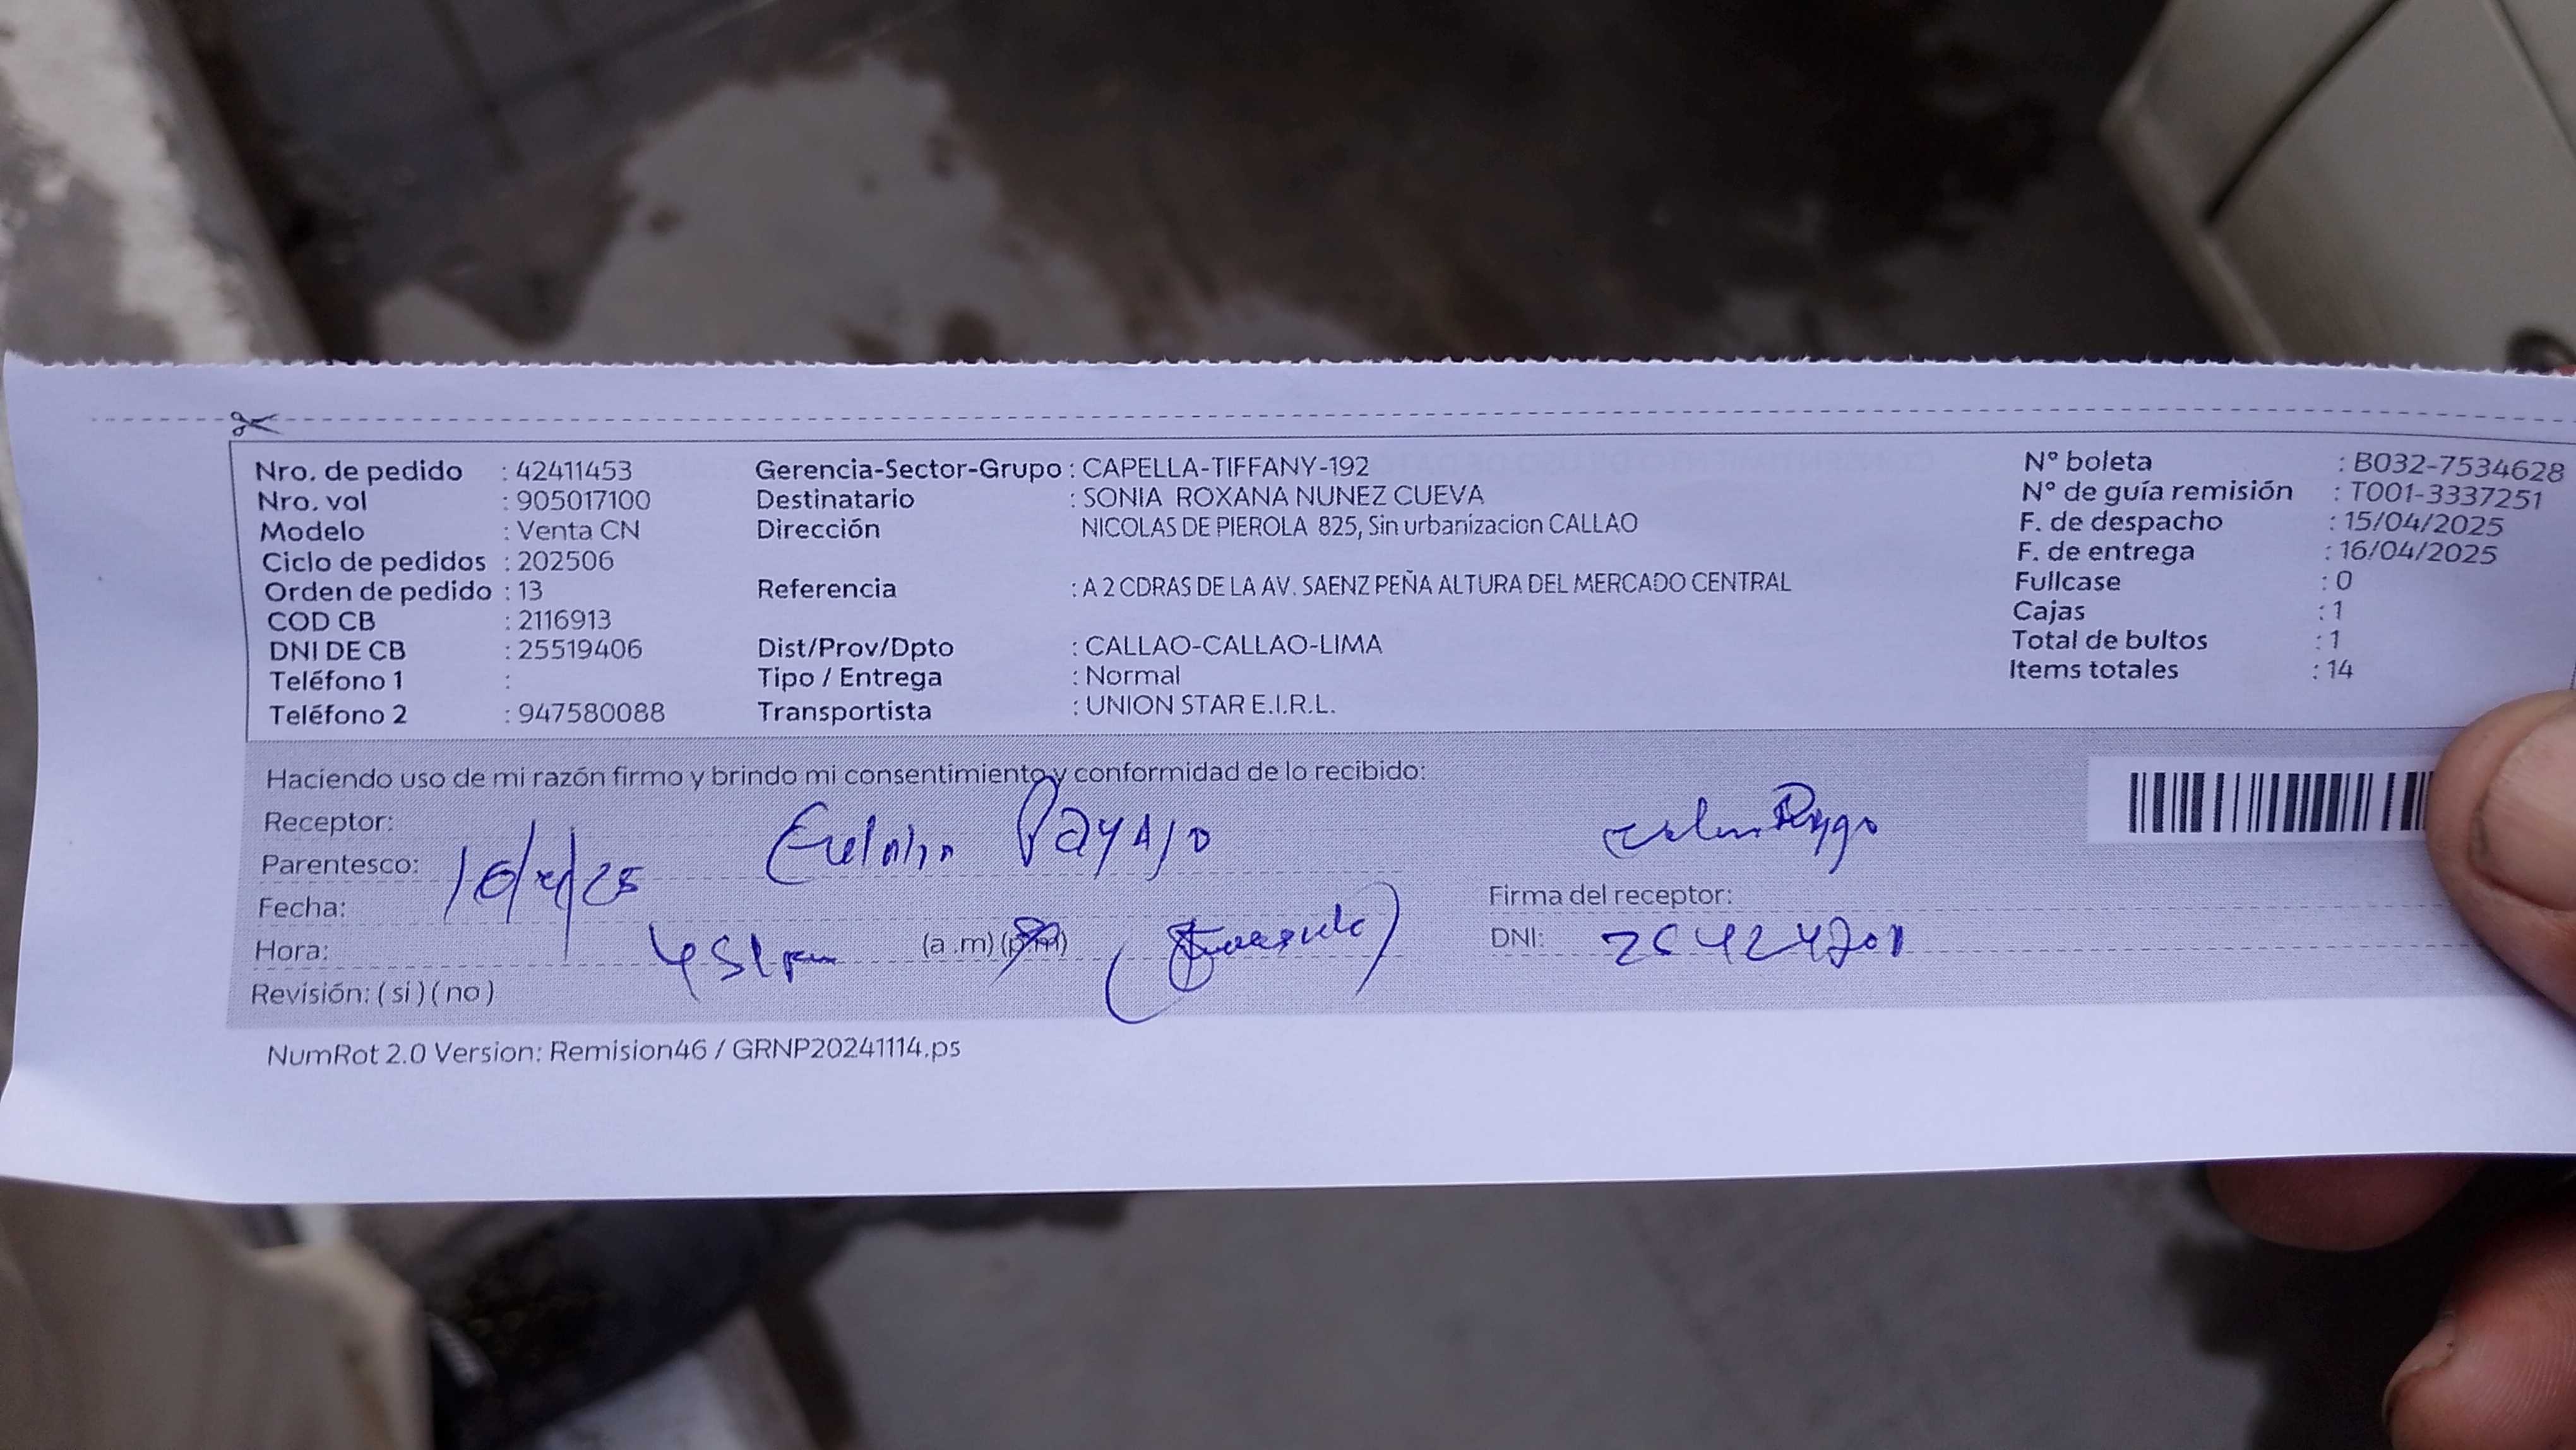 Nro. de pedido : 42411453
Nro. vol : 905017100
Modelo : Venta CN
Ciclo de pedidos : 202506
Orden de pedido : 13
COD CB : 2116913
DNI DE CB : 25519406
Teléfono 1 :
Teléfono 2 : 947580088
Gerencia-Sector-Grupo : CAPELLA-TIFFANY-192
Destinatario : SONIA ROXANA NUNEZ CUEVA
Dirección NICOLAS DE PIEROLA 825, Sin urbanizacion CALLAO
Referencia : A 2 CDRAS DE LA AV. SAENZ PEÑA ALTURA DEL MERCADO CENTRAL
Dist/Prov/Dpto : CALLAO-CALLAO-LIMA
Tipo / Entrega : Normal
Transportista : UNION STAR E.I.R.L.
N° boleta : B032-7534628
N° de guía remisión : T001-3337251
F. de despacho : 15/04/2025
F. de entrega : 16/04/2025
Fullcase : 0
Cajas : 1
Total de bultos : 1
Items totales : 14
Haciendo uso de mi razón firmo y brindo mi consentimiento y conformidad de lo recibido:
Receptor:
Parentesco:
Fecha: 16/4/25
Hora: 4 51 pm (a .m) (p.m)
Revisión: ( si ) ( no )
Firma del receptor:
DNI:
NumRot 2.0 Version: Remision46 / GRNP20241114.ps